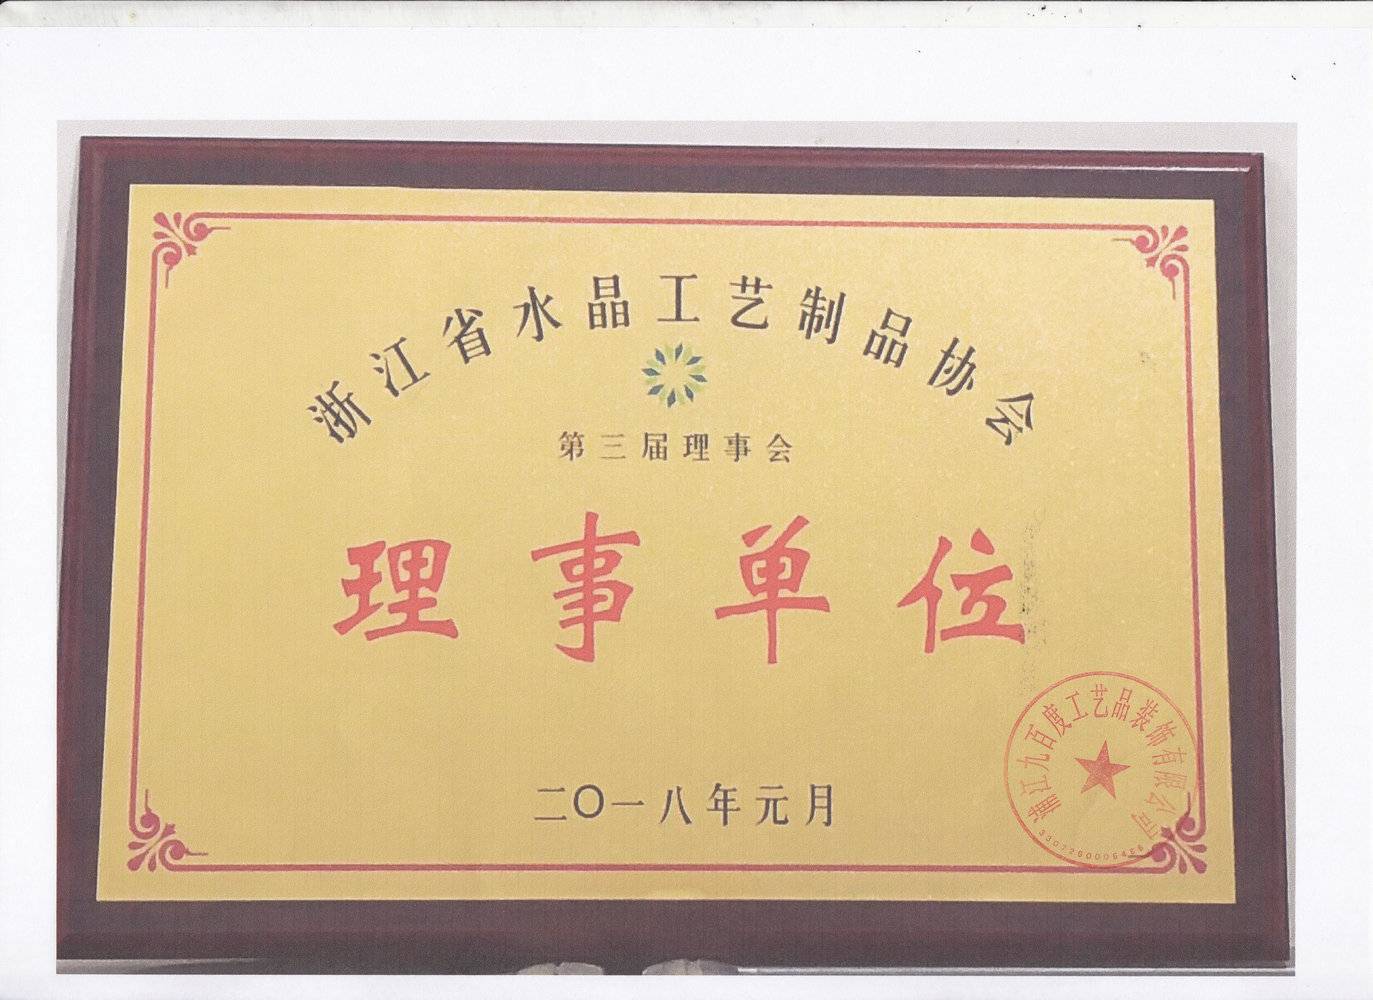 浙江省水晶工艺制品协会
第三届理事会
理事单位
二〇一八年元月
浦江九百度工艺品装饰有限公司